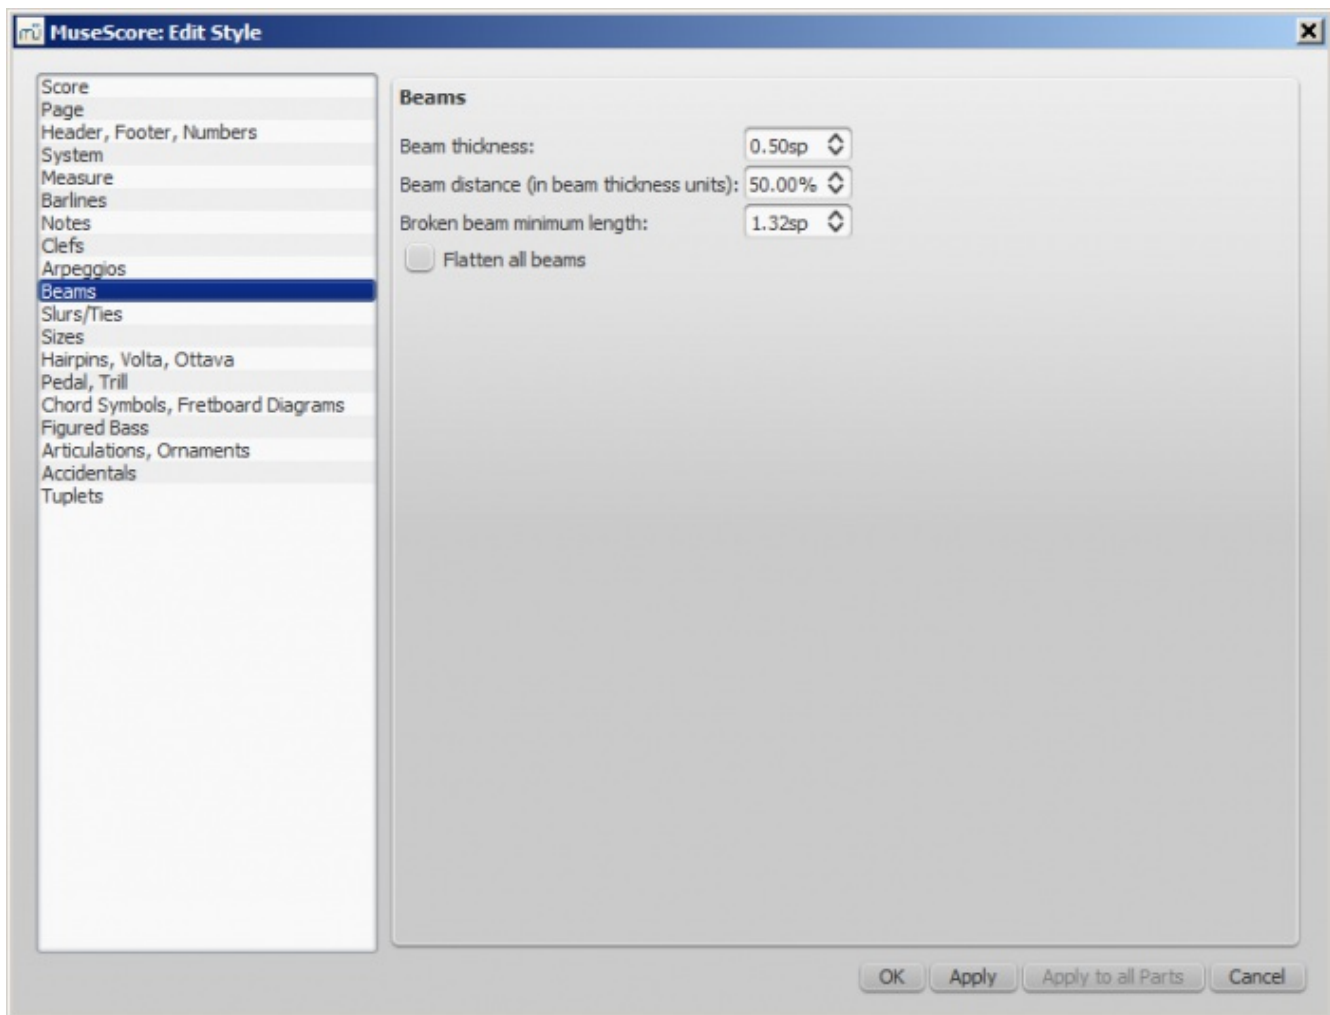 mū MuseScore: Edit Style
Score
Page
Header, Footer, Numbers
System
Measure
Barlines
Notes
Clefs
Arpeggios
Beams
Slurs/Ties
Sizes
Hairpins, Volta, Ottava
Pedal, Trill
Chord Symbols, Fretboard Diagrams
Figured Bass
Articulations, Ornaments
Accidentals
Tuplets
Beams
Beam thickness: 0.50sp
Beam distance (in beam thickness units): 50.00%
Broken beam minimum length: 1.32sp
Flatten all beams
OK Apply Apply to all Parts Cancel